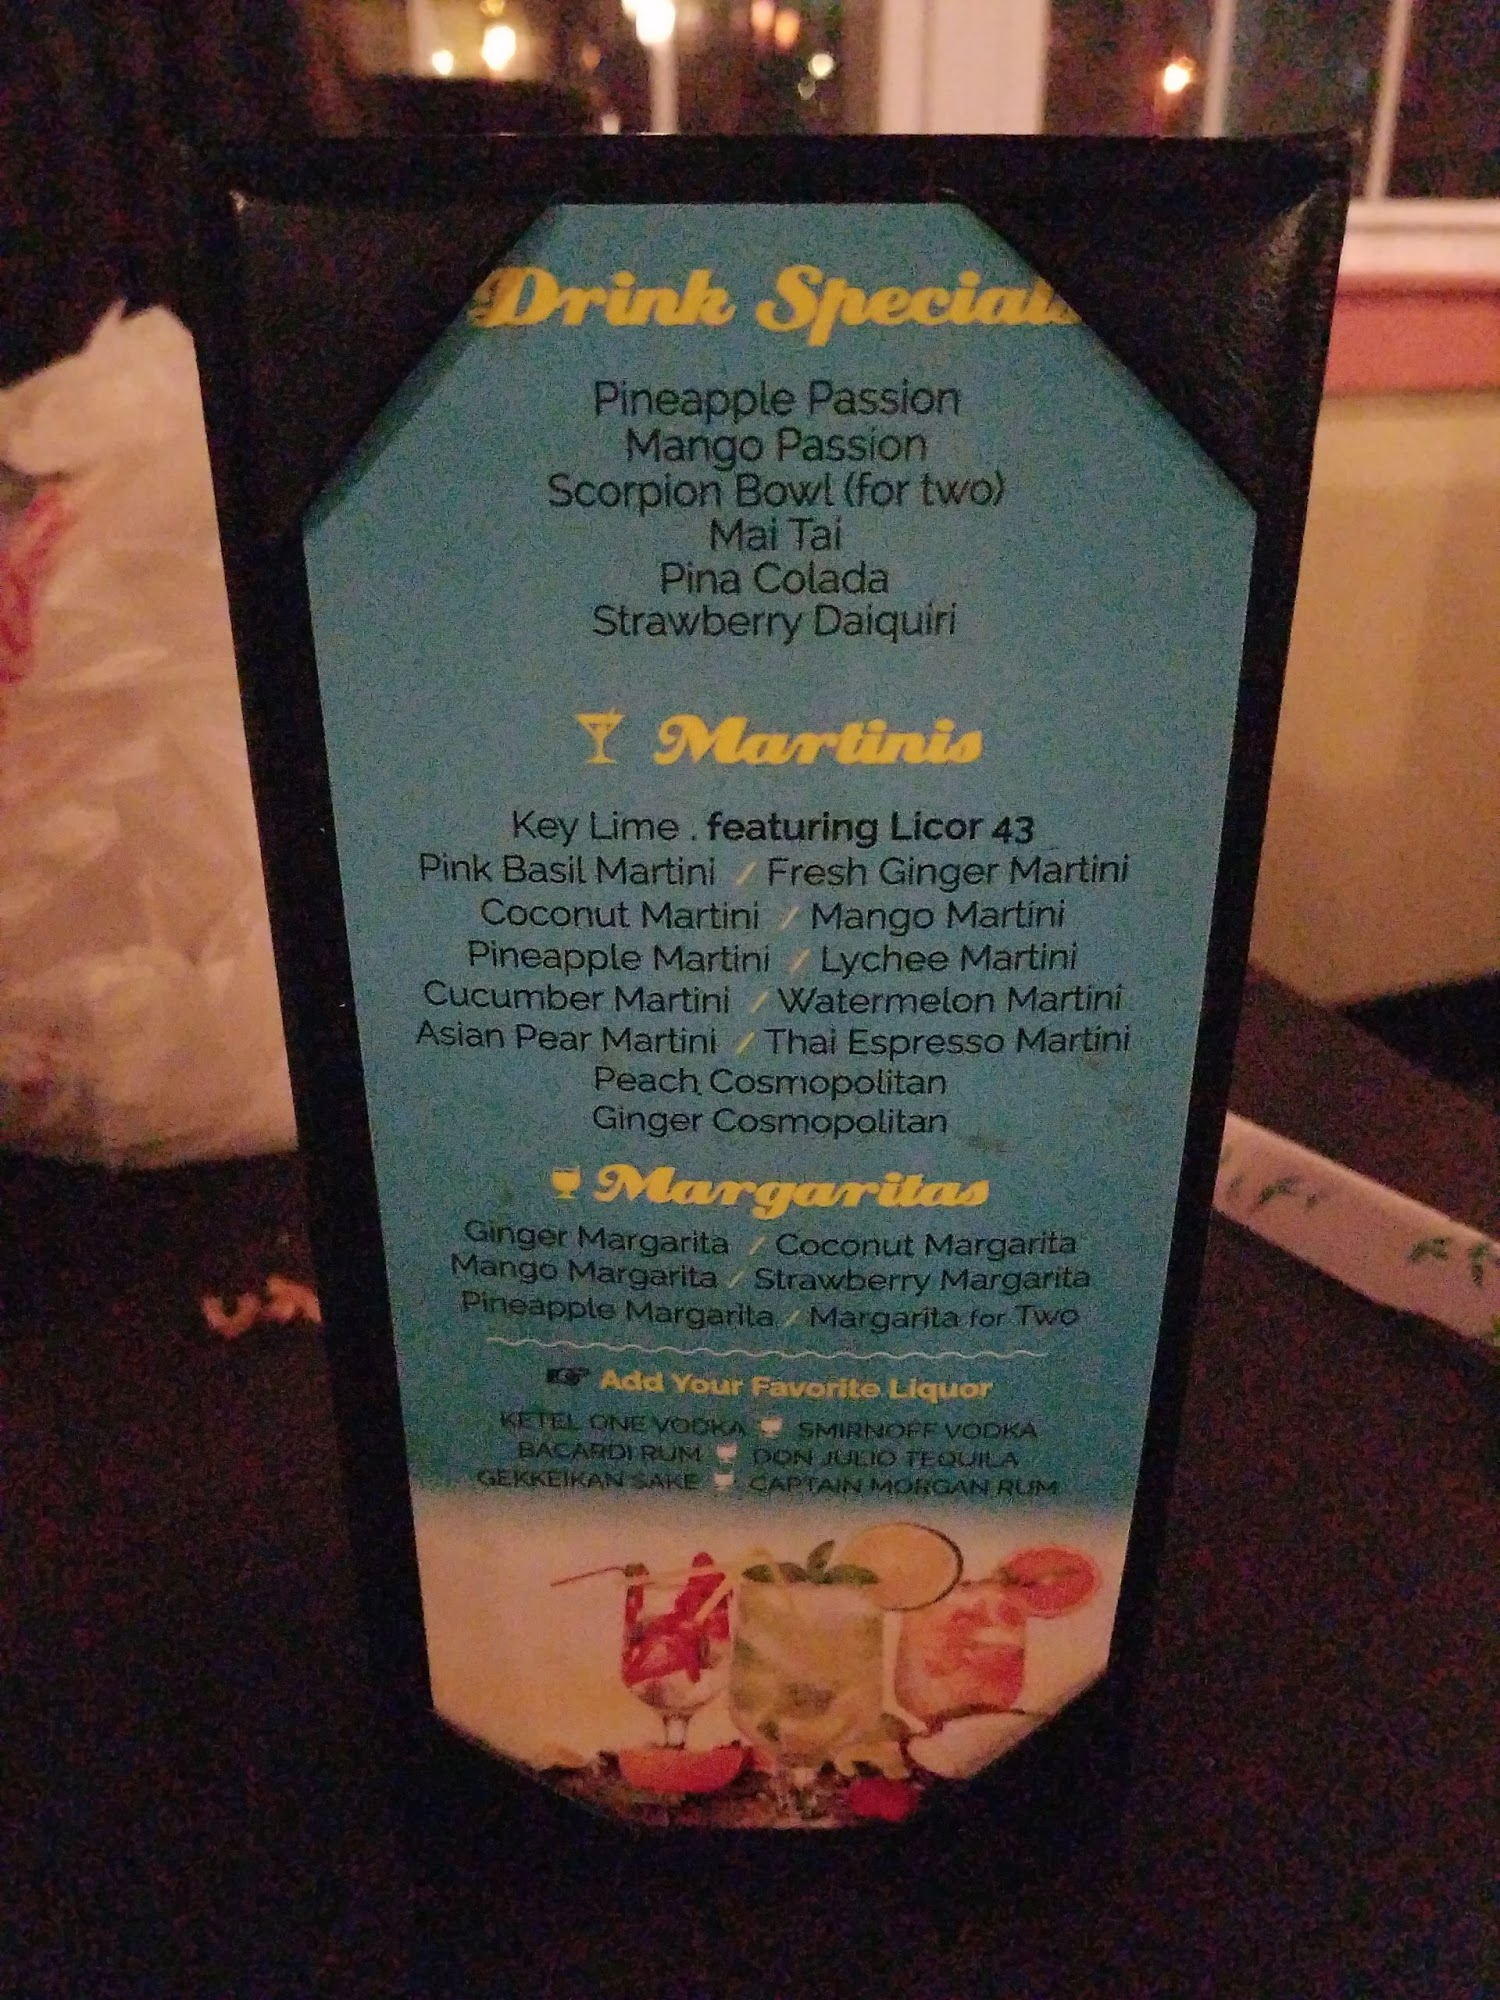 Drink Specials
Pineapple Passion
Mango Passion
Scorpion Bowl (for two)
Mai Tai
Pina Colada
Strawberry Daiquiri
Martinis
Key Lime . featuring Licor 43
Pink Basil Martini / Fresh Ginger Martini
Coconut Martini / Mango Martini
Pineapple Martini / Lychee Martini
Cucumber Martini / Watermelon Martini
Asian Pear Martini / Thai Espresso Martini
Peach Cosmopolitan
Ginger Cosmopolitan
Margaritas
Ginger Margarita / Coconut Margarita
Mango Margarita / Strawberry Margarita
Pineapple Margarita / Margarita for Two
Add Your Favorite Liquor
KETEL ONE VODKA SMIRNOFF VODKA
BACARDI RUM DON JULIO TEQUILA
GEKKEIKAN SAKE CAPTAIN MORGAN RUM